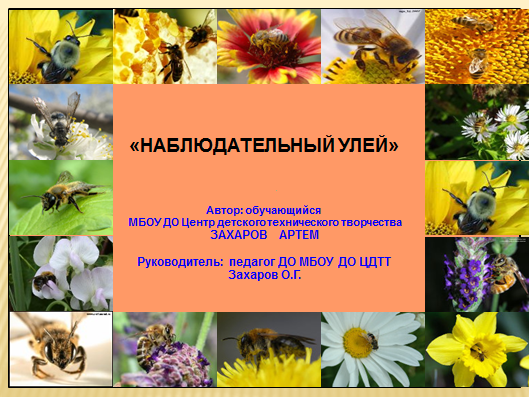 «НАБЛЮДАТЕЛЬНЫЙ УЛЕЙ»
Автор: обучающийся
МБОУ ДО Центр детского технического творчества
ЗАХАРОВ АРТЕМ
Руководитель: педагог ДО МБОУ ДО ЦДТТ
Захаров О.Г.